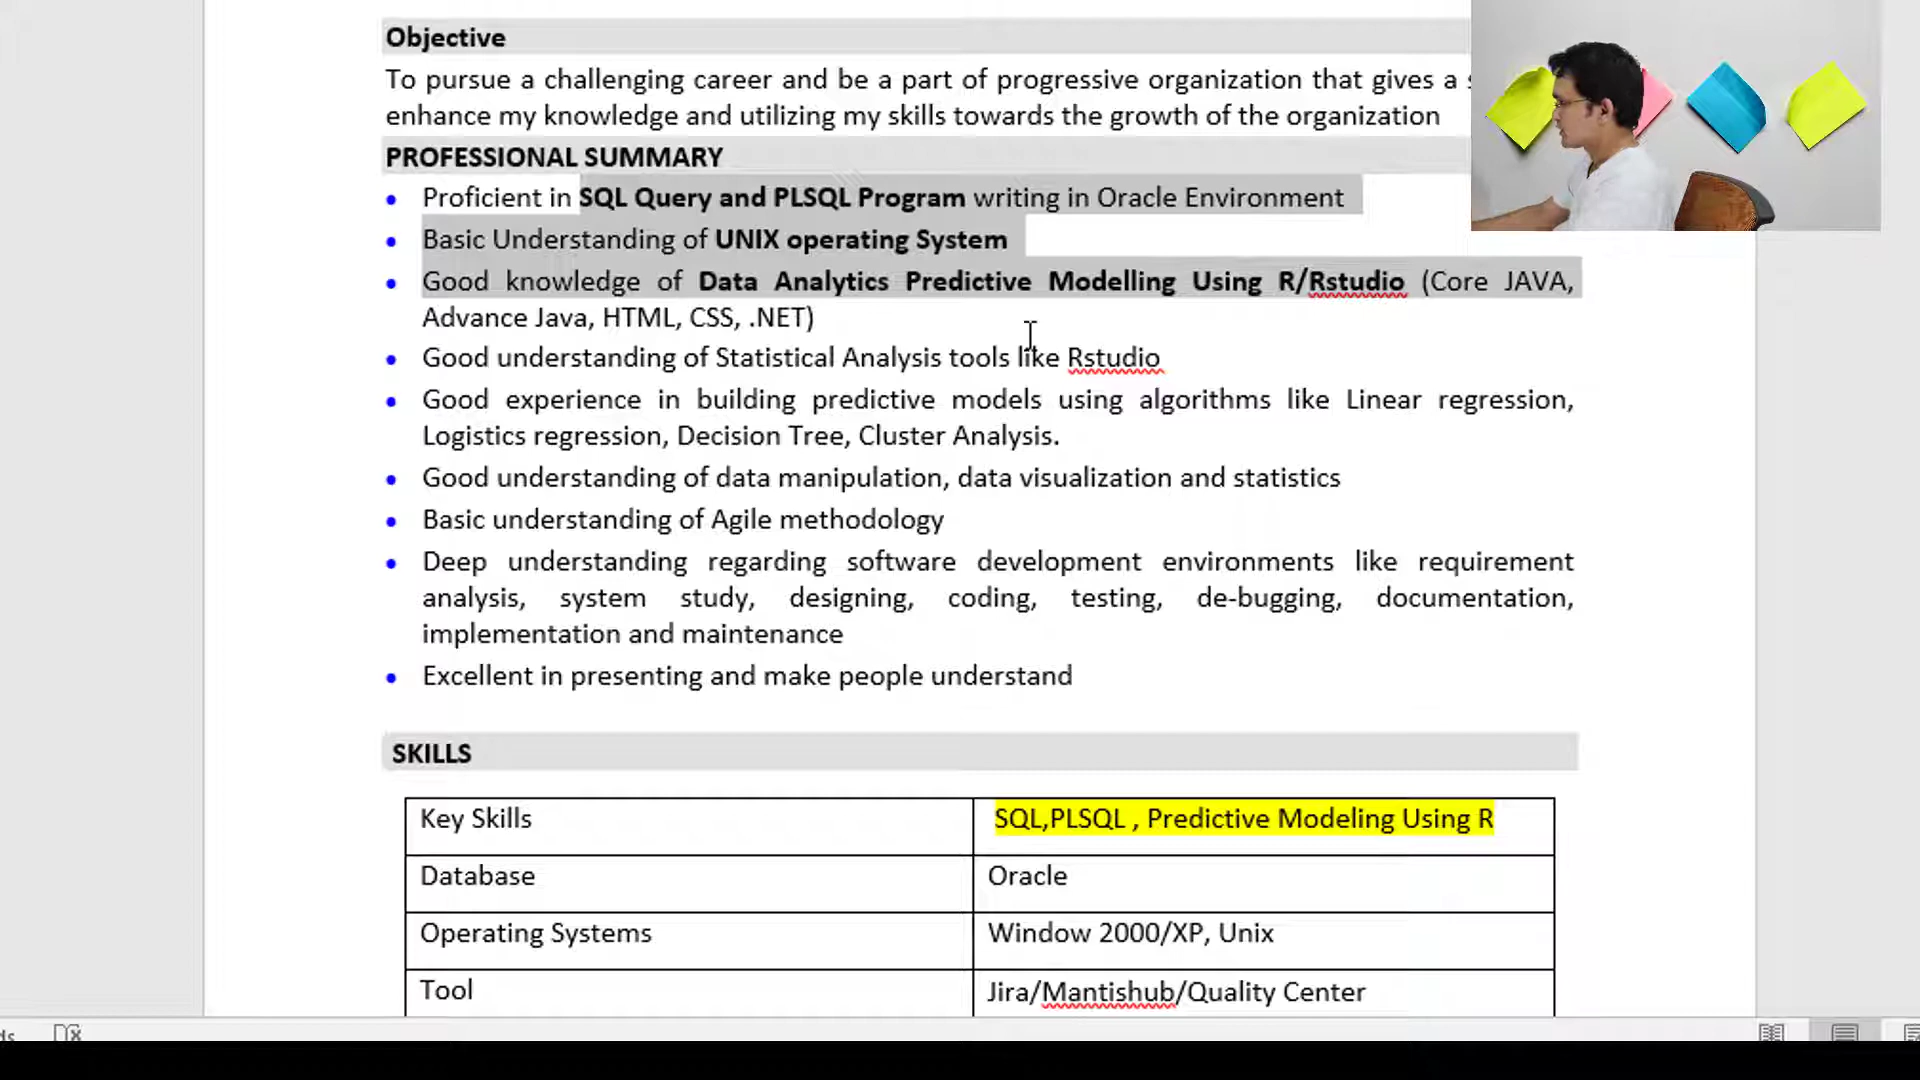 Objective
To pursue a challenging career and be a part of progressive organization that gives a
enhance my knowledge and utilizing my skills towards the growth of the organization
PROFESSIONAL SUMMARY
• Proficient in SQL Query and PLSQL Program writing in Oracle Environment
• Basic Understanding of UNIX operating System
• Good knowledge of Data Analytics Predictive Modelling Using R/Rstudio (Core JAVA,
Advance Java, HTML, CSS, .NET)
• Good understanding of Statistical Analysis tools like Rstudio
• Good experience in building predictive models using algorithms like Linear regression,
Logistics regression, Decision Tree, Cluster Analysis.
• Good understanding of data manipulation, data visualization and statistics
• Basic understanding of Agile methodology
• Deep understanding regarding software development environments like requirement
analysis, system study, designing, coding, testing, de-bugging, documentation,
implementation and maintenance
• Excellent in presenting and make people understand
SKILLS
Key Skills SQL,PLSQL , Predictive Modeling Using R
Database Oracle
Operating Systems Window 2000/XP, Unix
Tool Jira/Mantishub/Quality Center